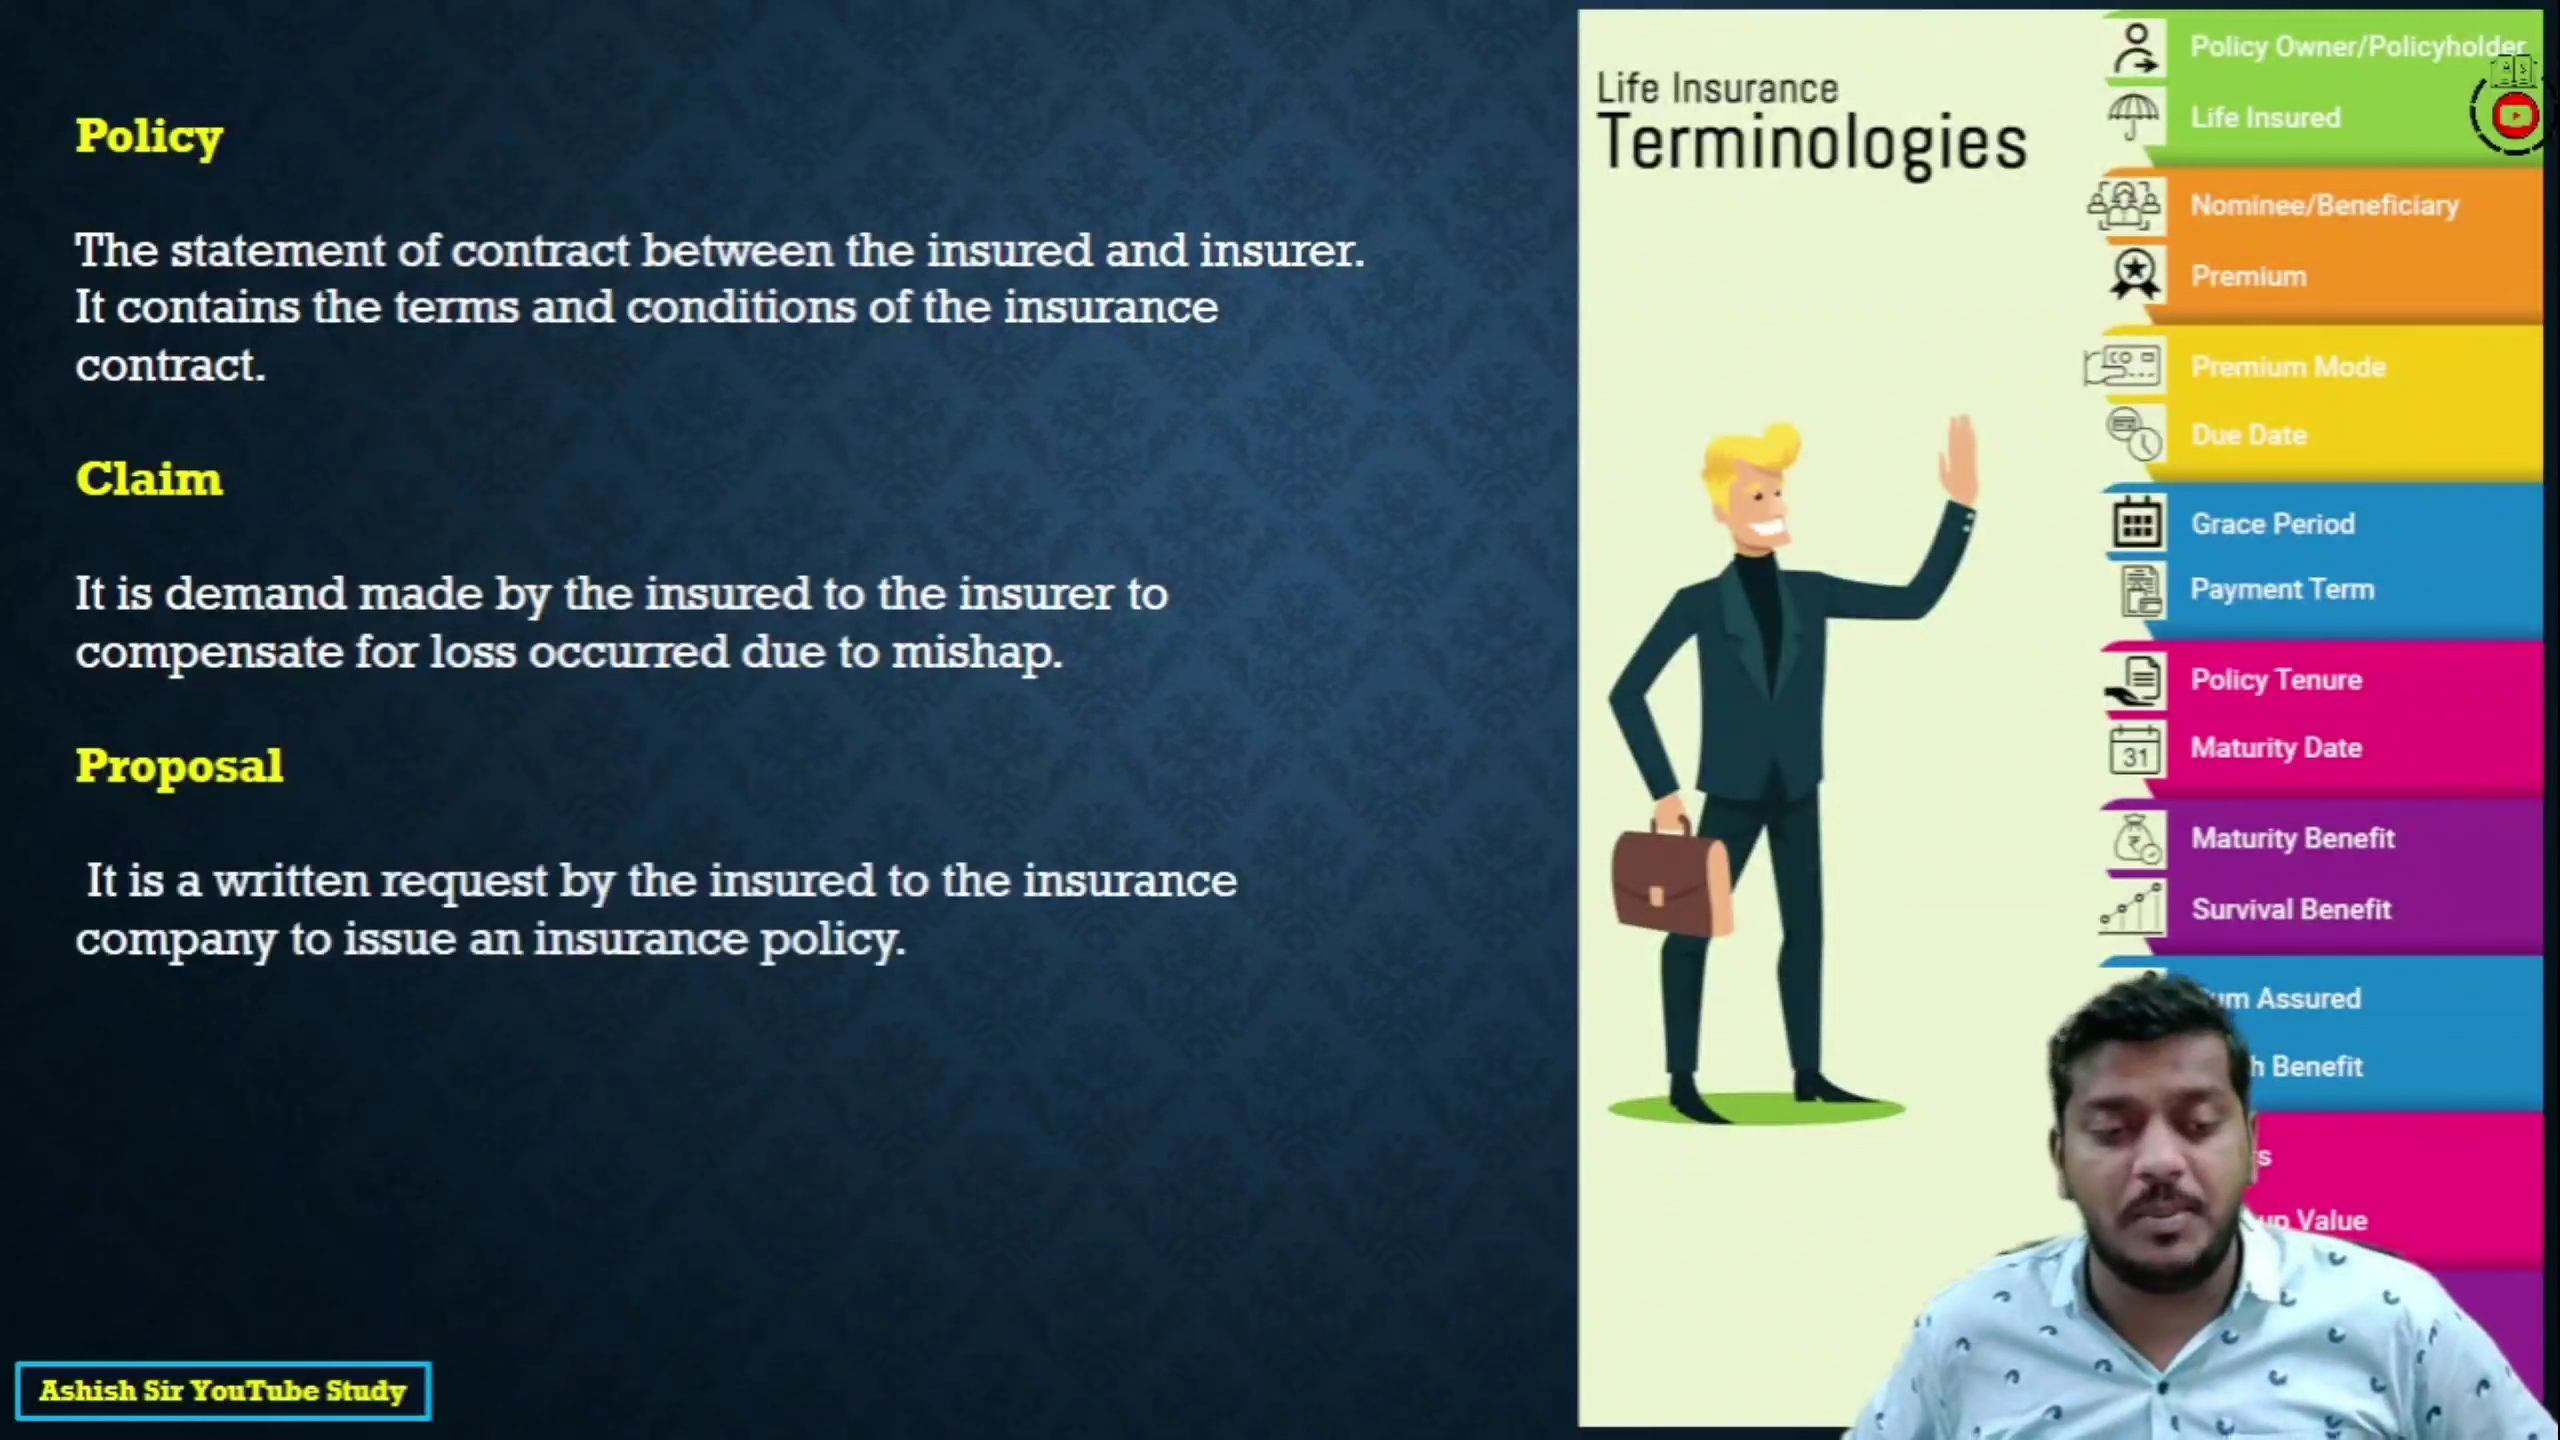 Policy
The statement of contract between the insured and insurer.
It contains the terms and conditions of the insurance
contract.
Claim
It is demand made by the insured to the insurer to
compensate for loss occurred due to mishap.
Proposal
It is a written request by the insured to the insurance
company to issue an insurance policy.
Ashish Sir YouTube Study
Life Insurance
Terminologies
Policy Owner/Policyholder
Life Insured
Nominee/Beneficiary
Premium
Premium Mode
Due Date
Grace Period
Payment Term
Policy Tenure
31
Maturity Date
Maturity Benefit
Survival Benefit
Assured
Benefit
Value